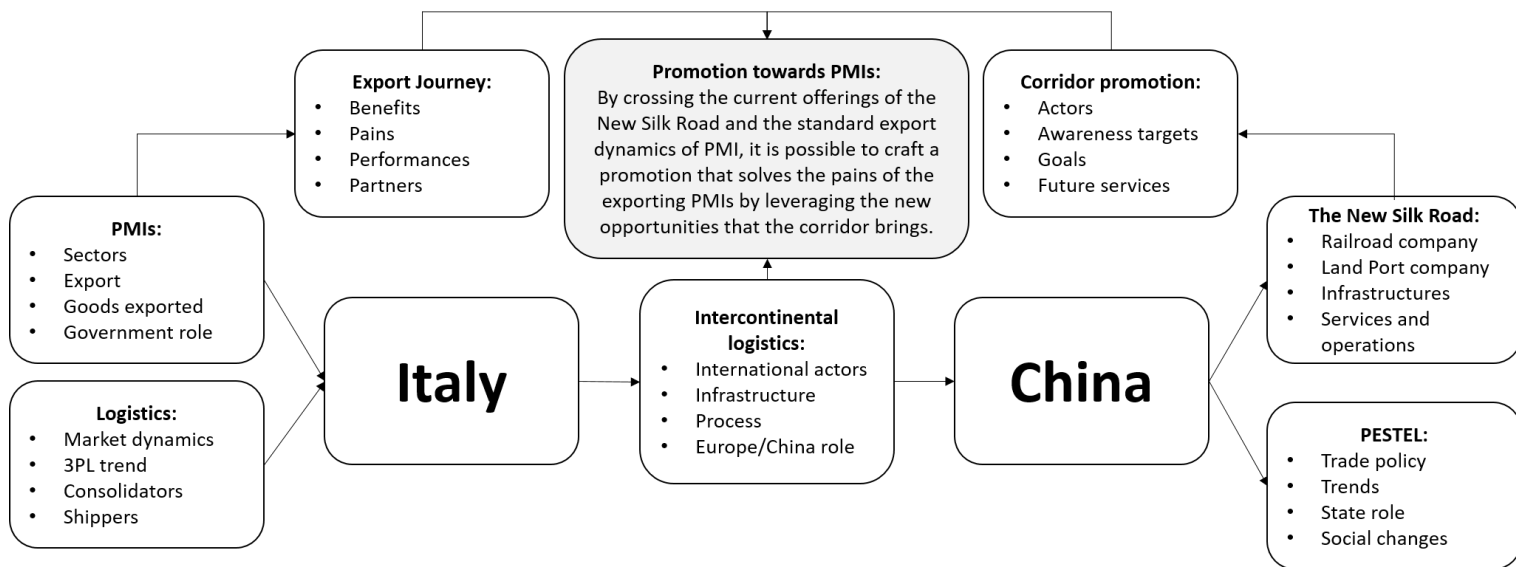 Export Journey:
• Benefits
• Pains
• Performances
• Partners
Promotion towards PMIs:
By crossing the current offerings of the
New Silk Road and the standard export
dynamics of PMI, it is possible to craft a
promotion that solves the pains of the
exporting PMIs by leveraging the new
opportunities that the corridor brings.
Corridor promotion:
• Actors
• Awareness targets
• Goals
• Future services
PMIs:
• Sectors
• Export
• Goods exported
• Government role
Logistics:
• Market dynamics
• 3PL trend
• Consolidators
• Shippers
Italy
Intercontinental
logistics:
• International actors
• Infrastructure
• Process
• Europe/China role
China
The New Silk Road:
• Railroad company
• Land Port company
• Infrastructures
• Services and
operations
PESTEL:
• Trade policy
• Trends
• State role
• Social changes